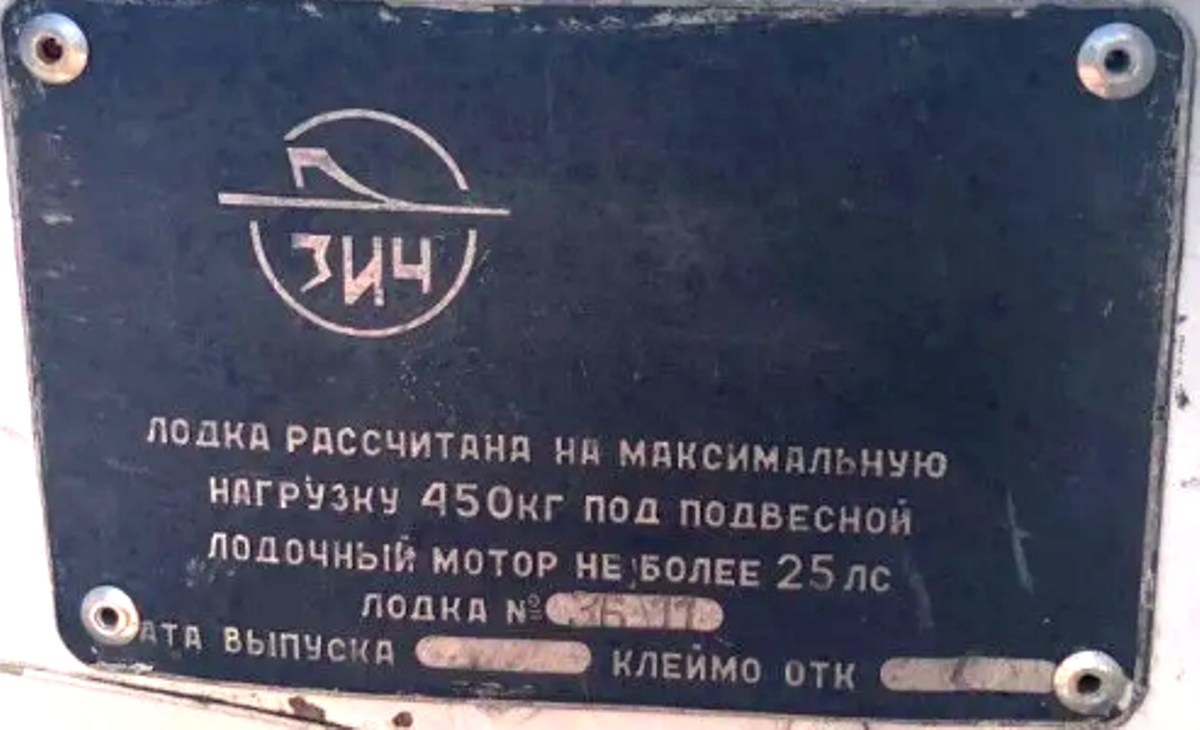 ЗИЧ
ЛОДКА РАССЧИТАНА НА МАКСИМАЛЬНУЮ
НАГРУЗКУ 450КГ ПОД ПОДВЕСНОЙ
ЛОДОЧНЫЙ МОТОР НЕ БОЛЕЕ 25 ЛС
ЛОДКА №
АТА ВЫПУСКА КЛЕЙМО ОТК